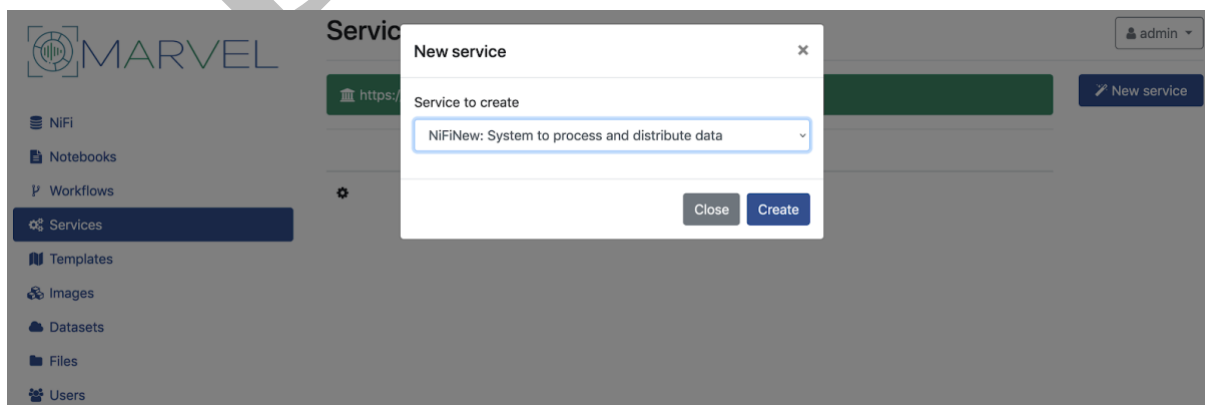 MARVEL
NiFi
Notebooks
Workflows
Services
Templates
Images
Datasets
Files
Users
Servic
https:/
New service
×
Service to create
NiFiNew: System to process and distribute data
Close
Create
admin
New service